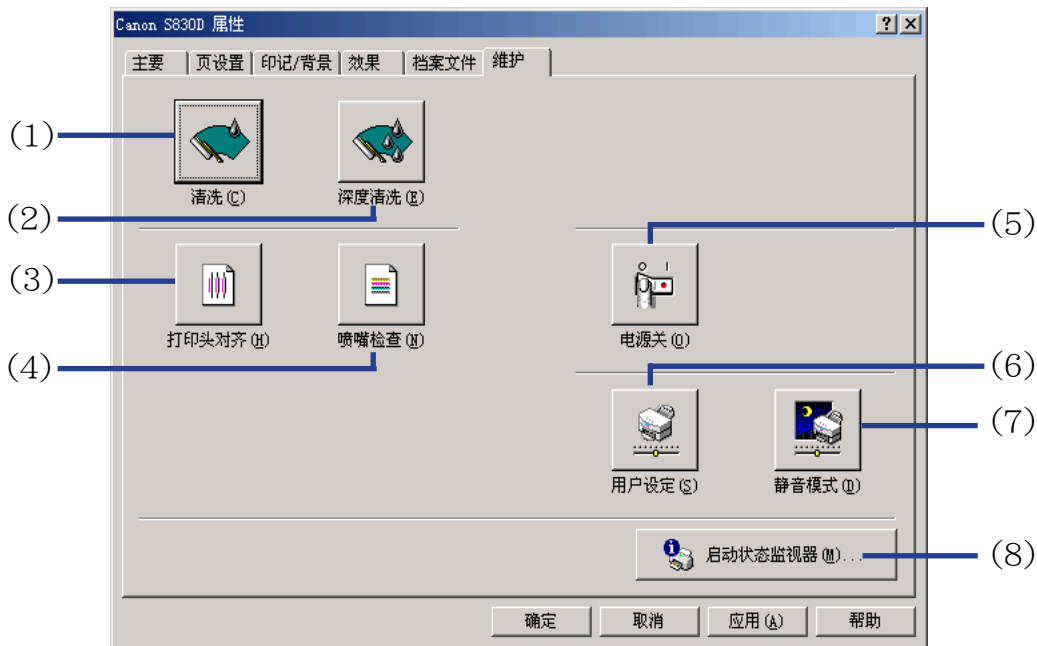 Canon S830D 属性
主要 页设置 印记/背景 效果 档案文件 维护
(1)
清洗(C) 深度清洗(E)
(2)
(5)
(3)
打印头对齐(H) 喷嘴检查(N) 电源关(O)
(4)
(6)
(7)
用户设定(S) 静音模式(D)
启动状态监视器(M)...
(8)
确定 取消 应用(A) 帮助